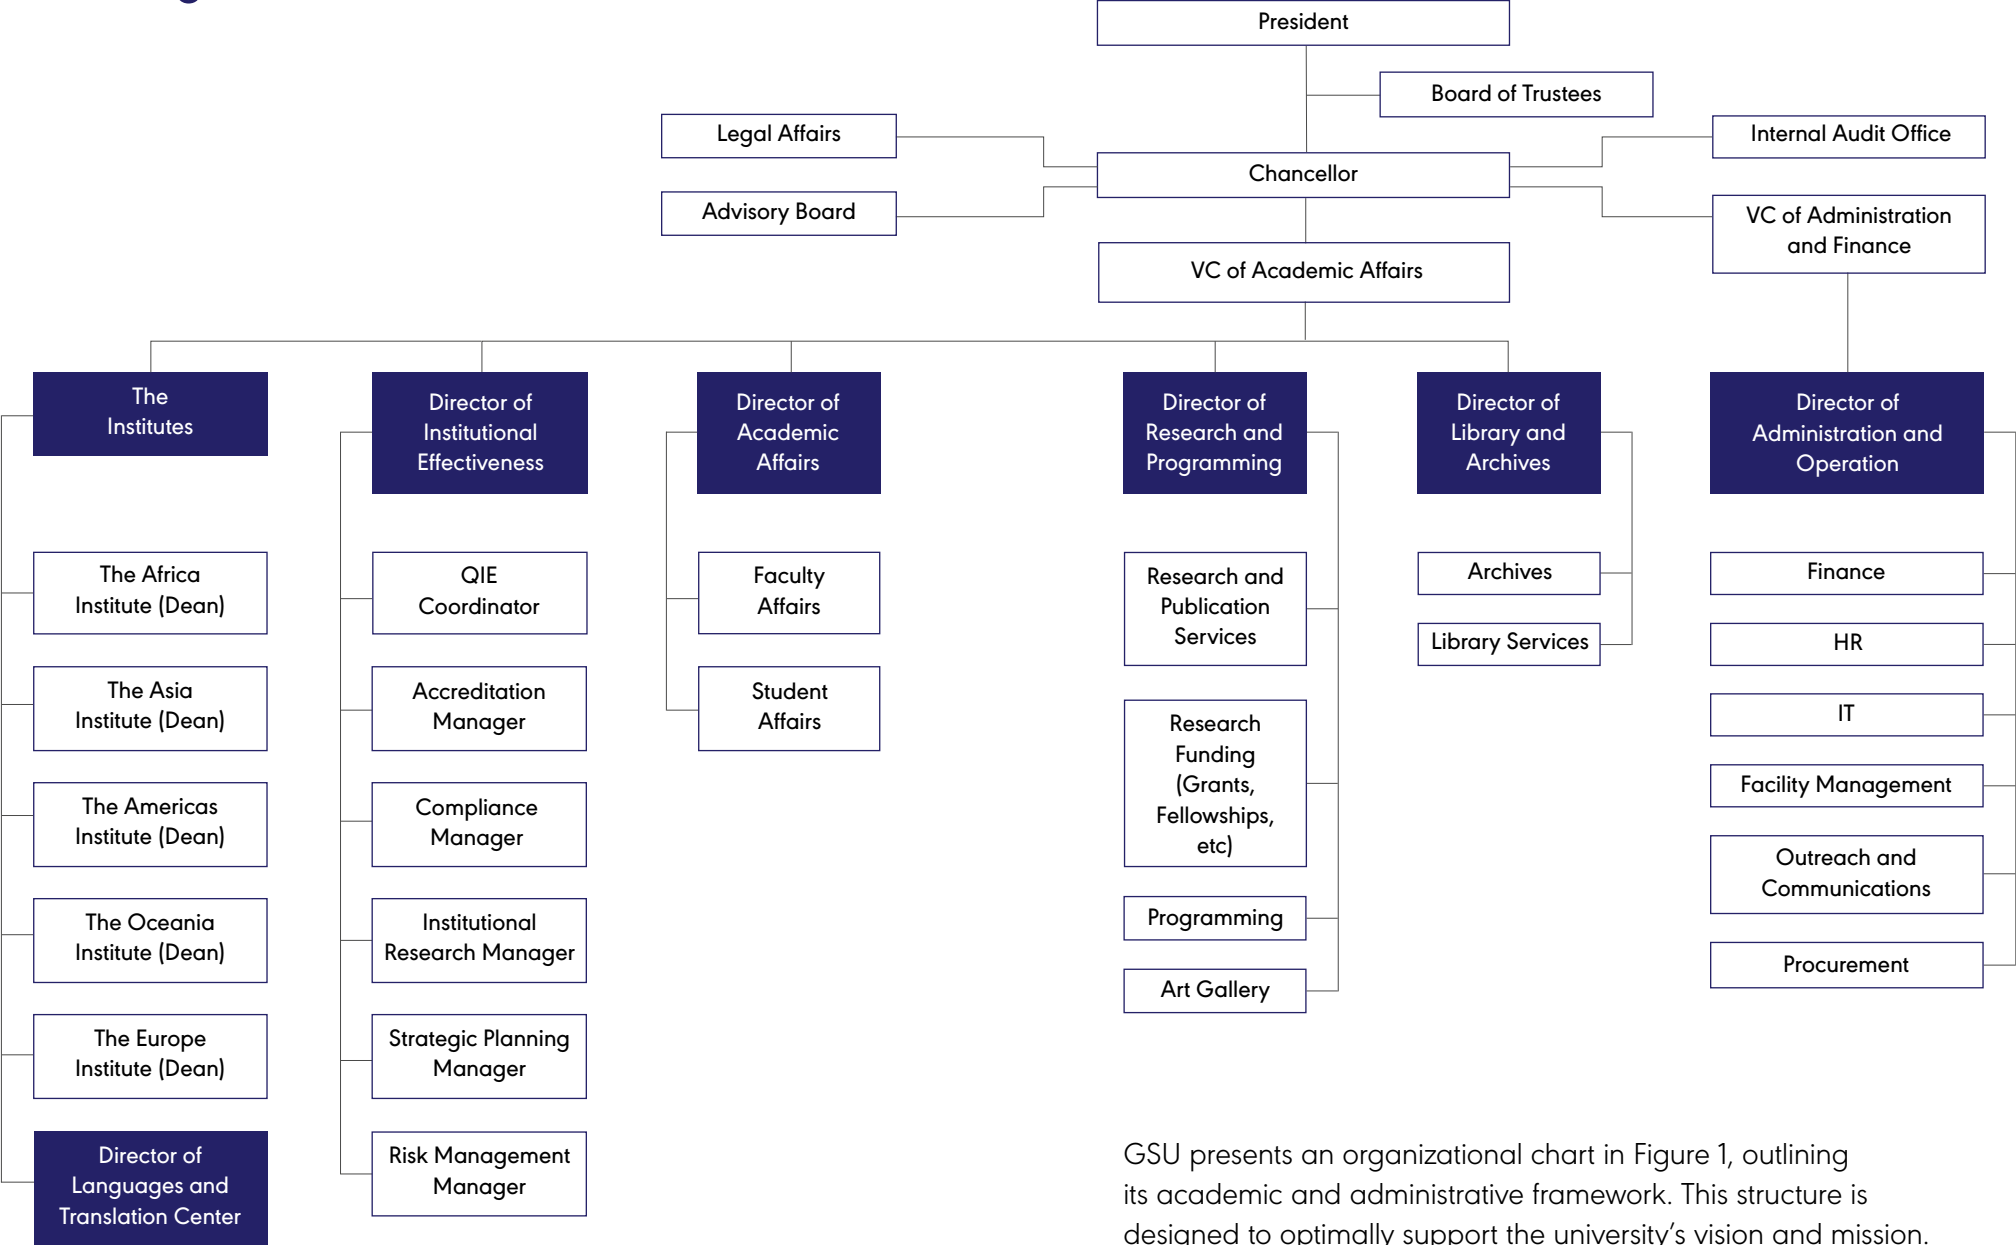 President
Board of Trustees
Legal Affairs
Internal Audit Office
Chancellor
Advisory Board
VC of Administration
and Finance
VC of Academic Affairs
The
Institutes
Director of
Institutional
Effectiveness
Director of
Academic
Affairs
Director of
Research and
Programming
Director of
Library and
Archives
Director of
Administration and
Operation
The Africa
Institute (Dean)
The Asia
Institute (Dean)
The Americas
Institute (Dean)
The Oceania
Institute (Dean)
The Europe
Institute (Dean)
Director of
Languages and
Translation Center
QIE
Coordinator
Accreditation
Manager
Compliance
Manager
Institutional
Research Manager
Strategic Planning
Manager
Risk Management
Manager
Faculty
Affairs
Student
Affairs
Research and
Publication
Services
Research
Funding
(Grants,
Fellowships,
etc)
Programming
Art Gallery
Archives
Library Services
Finance
HR
IT
Facility Management
Outreach and
Communications
Procurement
GSU presents an organizational chart in Figure 1, outlining
its academic and administrative framework. This structure is
designed to optimally support the university's vision and mission.